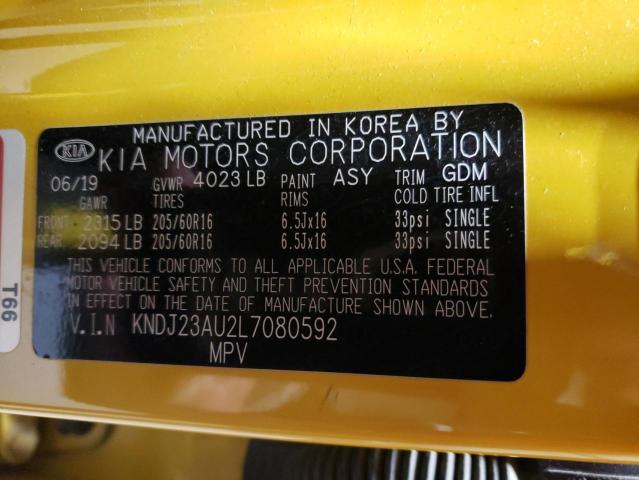 MANUFACTURED IN KOREA BY
KIA KIA MOTORS CORPORATION
06/19 GVWR 4023 LB PAINT ASY TRIM GDM
GAWR TIRES RIMS COLD TIRE INFL
FRONT 2315 LB 205/60R16 6.5Jx16 33psi SINGLE
REAR 2094 LB 205/60R16 6.5Jx16 33psi SINGLE
THIS VEHICLE CONFORMS TO ALL APPLICABLE U.S.A. FEDERAL
MOTOR VEHICLE SAFETY AND THEFT PREVENTION STANDARDS
IN EFFECT ON THE DATE OF MANUFACTURE SHOWN ABOVE.
V.I.N KNDJ23AU2L7080592
MPV
T66